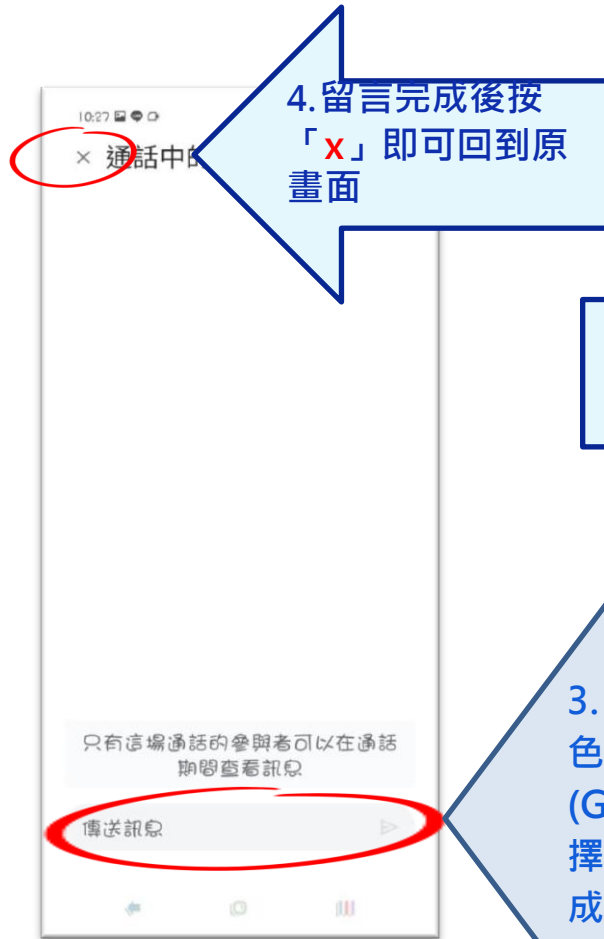 4.留言完成後按
「x」即可回到原
畫面
10:27
× 通話中的
只有這場通話的參與者可以在通話
期間查看訊息
傳送訊息
3.
色
(G
擇
成